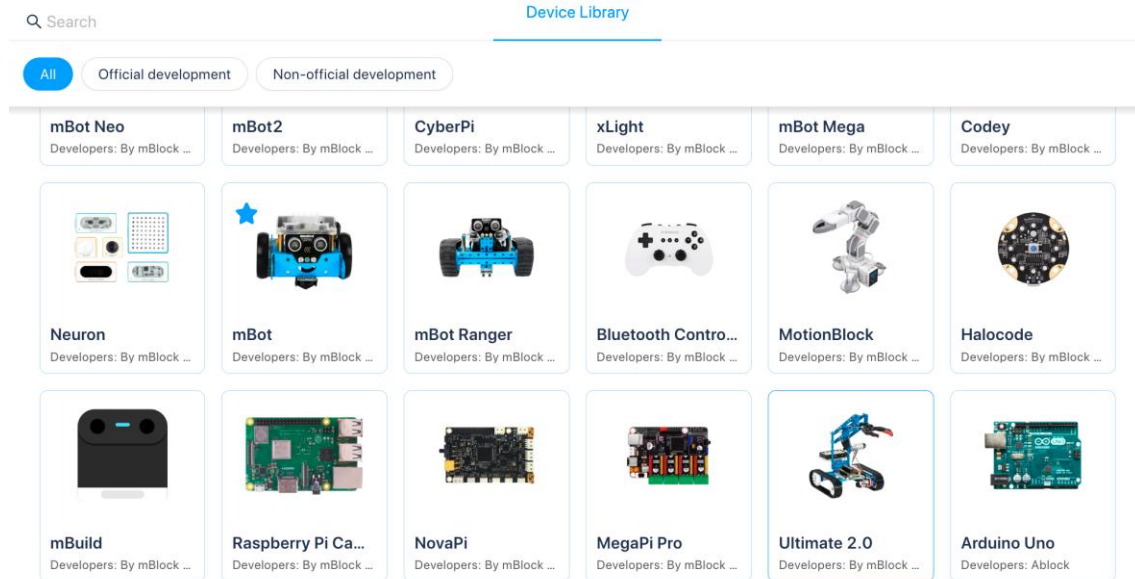 Search
Device Library
All
Official development
Non-official development
mBot Neo
Developers: By mBlock ...
mBot2
Developers: By mBlock ...
CyberPi
Developers: By mBlock ...
xLight
Developers: By mBlock ...
mBot Mega
Developers: By mBlock ...
Codey
Developers: By mBlock ...
Neuron
Developers: By mBlock ...
mBot
Developers: By mBlock ...
mBot Ranger
Developers: By mBlock ...
Bluetooth Contro...
Developers: By mBlock ...
MotionBlock
Developers: By mBlock ...
Halocode
Developers: By mBlock ...
mBuild
Developers: By mBlock ...
Raspberry Pi Ca...
Developers: By mBlock ...
NovaPi
Developers: By mBlock ...
MegaPi Pro
Developers: By mBlock ...
Ultimate 2.0
Developers: By mBlock ...
Arduino Uno
Developers: Ablock